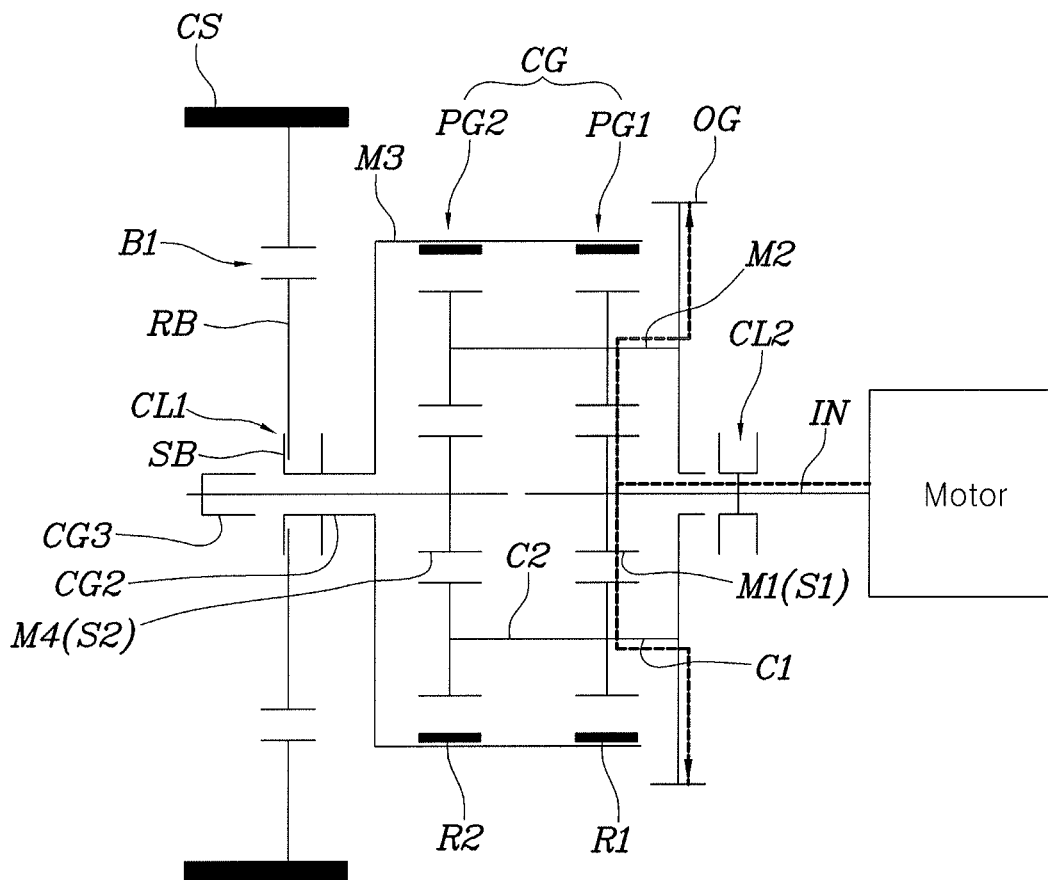 CS
CG
PG2
PG1
OG
M3
B1
M2
RB
CL2
CL1
IN
SB
Motor
CG3
C2
CG2
M1(S1)
M4(S2)
C1
R2
R1